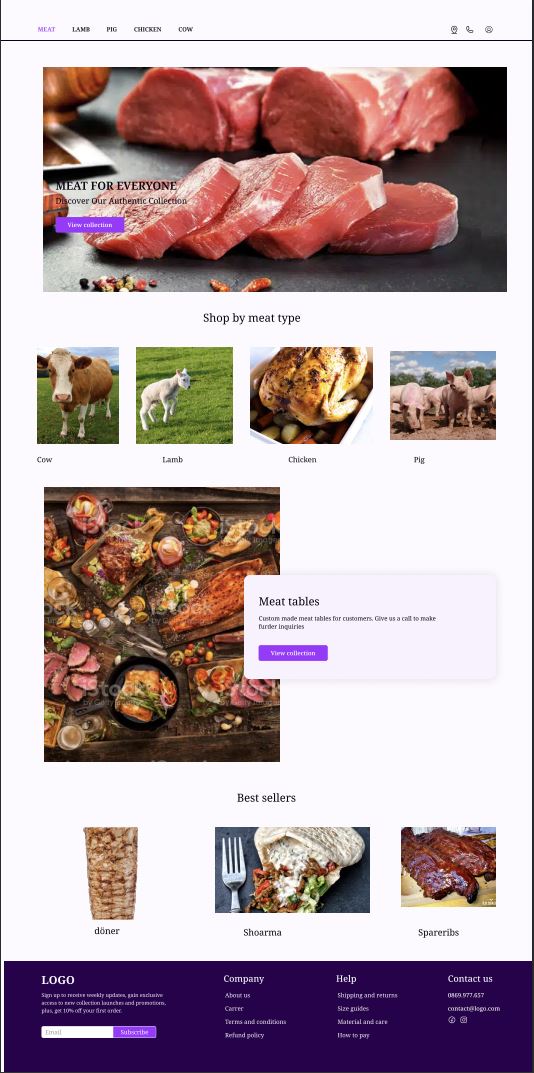 MEAT LAMB PIG CHICKEN COW
MEAT FOR EVERYONE
Discover Our Authentic Collection
View collection
Shop by meat type
Cow Lamb Chicken Pig
iStock
by Getty Images
Meat tables
Custom made meat tables for customers. Give us a call to make
furder inquiries
View collection
Best sellers
döner Shoarma Spareribs
LOGO
Sign up to receive weekly updates, gain exclusive
access to new collection launches and promotions,
plus, get 10% off your first order.
Email Subscribe
Company
About us
Carrer
Terms and conditions
Refund policy
Help
Shipping and returns
Size guides
Material and care
How to pay
Contact us
0869.977.657
contact@logo.com